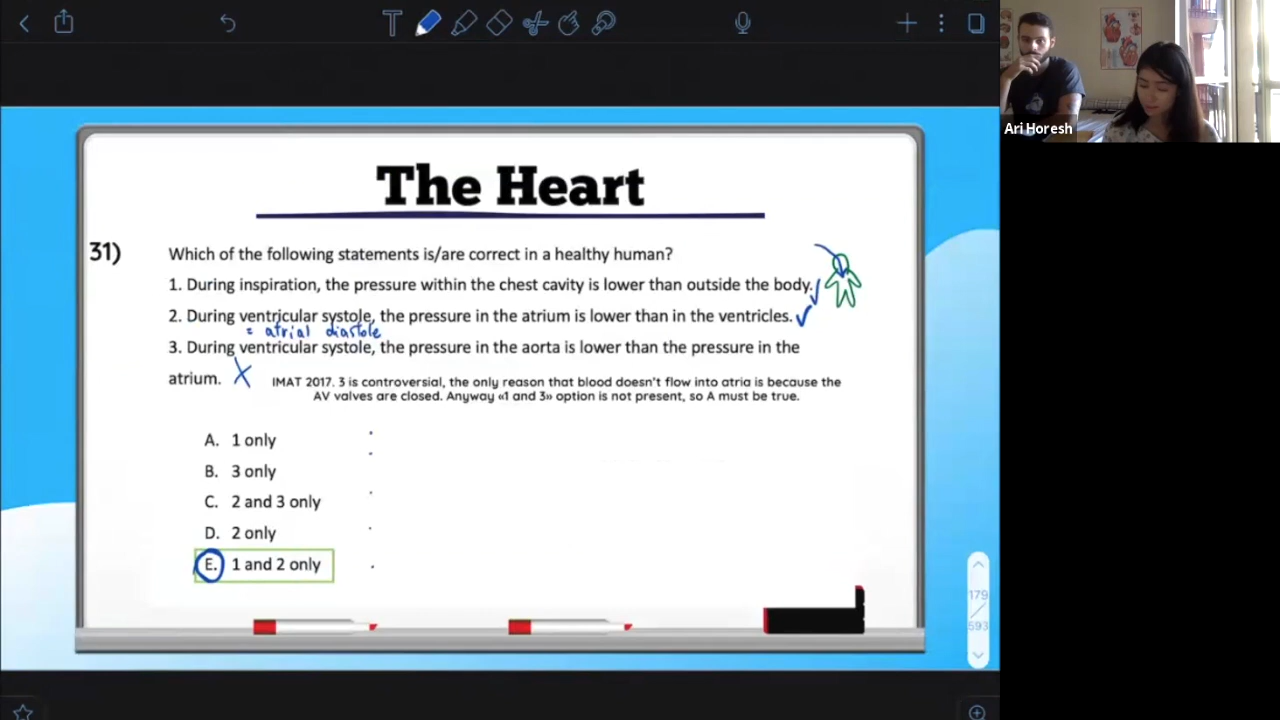 Ari Horesh
The Heart
31) Which of the following statements is/are correct in a healthy human?
1. During inspiration, the pressure within the chest cavity is lower than outside the body.
2. During ventricular systole, the pressure in the atrium is lower than in the ventricles.
= atrial diastole
3. During ventricular systole, the pressure in the aorta is lower than the pressure in the
atrium.
IMAT 2017. 3 is controversial, the only reason that blood doesn't flow into atria is because the
AV valves are closed. Anyway «1 and 3» option is not present, so A must be true.
A. 1 only
B. 3 only
C. 2 and 3 only
D. 2 only
E. 1 and 2 only
179
593